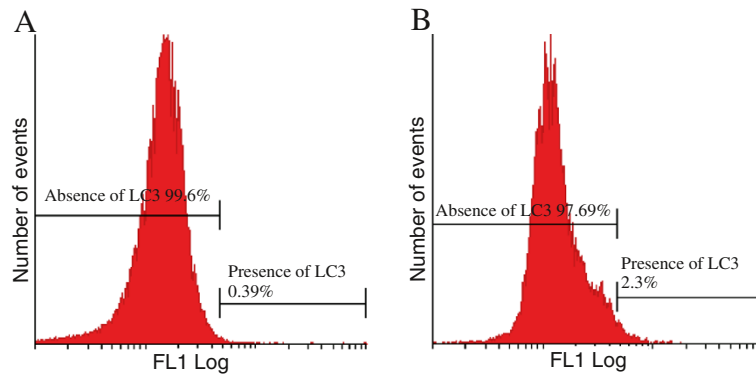 A
Number of events
Absence of LC3 99.6%
Presence of LC3
0.39%
FL1 Log
B
Number of events
Absence of LC3 97.69%
Presence of LC3
2.3%
FL1 Log